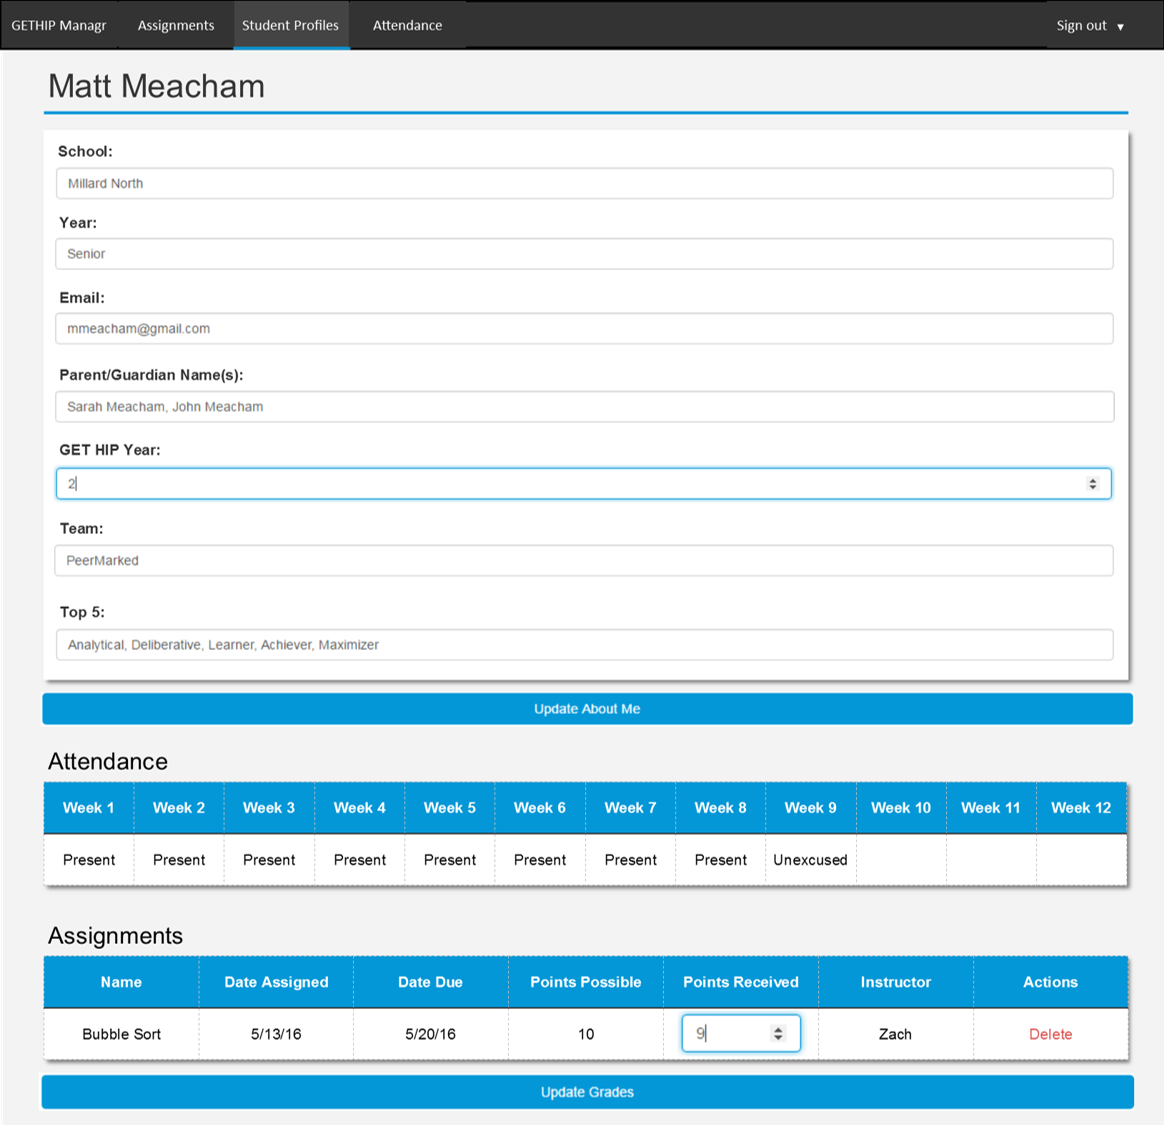 GETHIP Managr Assignments Student Profiles Attendance Sign out ▼
Matt Meacham
School:
Millard North
Year:
Senior
Email:
mmeacham@gmail.com
Parent/Guardian Name(s):
Sarah Meacham, John Meacham
GET HIP Year:
2
Team:
PeerMarked
Top 5:
Analytical, Deliberative, Learner, Achiever, Maximizer
Update About Me
Attendance
Week 1 Week 2 Week 3 Week 4 Week 5 Week 6 Week 7 Week 8 Week 9 Week 10 Week 11 Week 12
Present Present Present Present Present Present Present Present Unexcused
Assignments
Name Date Assigned Date Due Points Possible Points Received Instructor Actions
Bubble Sort 5/13/16 5/20/16 10 9 Zach Delete
Update Grades